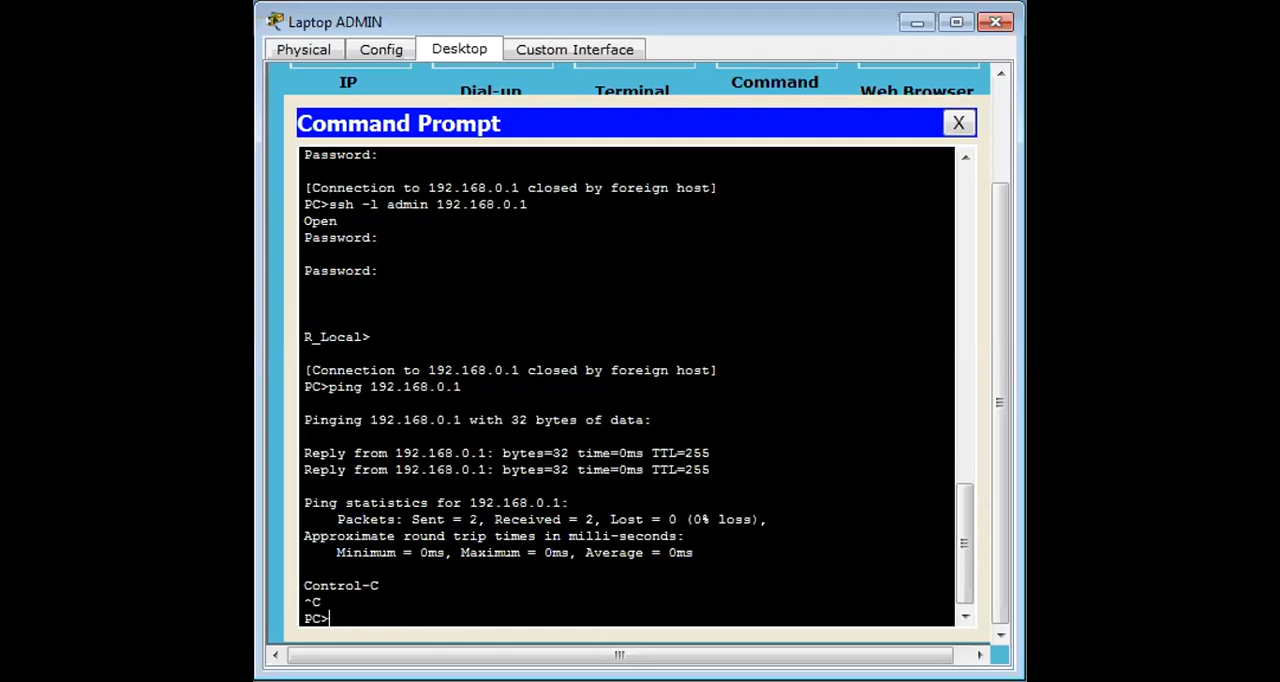 Laptop ADMIN
Physical Config Desktop Custom Interface
IP Dial-up Terminal Command Web Browser
Command Prompt X
Password:
[Connection to 192.168.0.1 closed by foreign host]
PC>ssh -l admin 192.168.0.1
Open
Password:
Password:
R_Local>
[Connection to 192.168.0.1 closed by foreign host]
PC>ping 192.168.0.1
Pinging 192.168.0.1 with 32 bytes of data:
Reply from 192.168.0.1: bytes=32 time=0ms TTL=255
Reply from 192.168.0.1: bytes=32 time=0ms TTL=255
Ping statistics for 192.168.0.1:
Packets: Sent = 2, Received = 2, Lost = 0 (0% loss),
Approximate round trip times in milli-seconds:
Minimum = 0ms, Maximum = 0ms, Average = 0ms
Control-C
^C
PC>